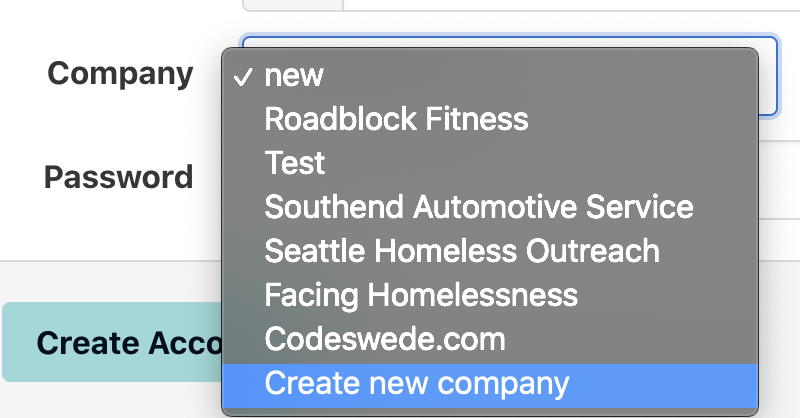 Company
✓ new
Roadblock Fitness
Test
Password
Southend Automotive Service
Seattle Homeless Outreach
Facing Homelessness
Create Acco
Codeswede.com
Create new company